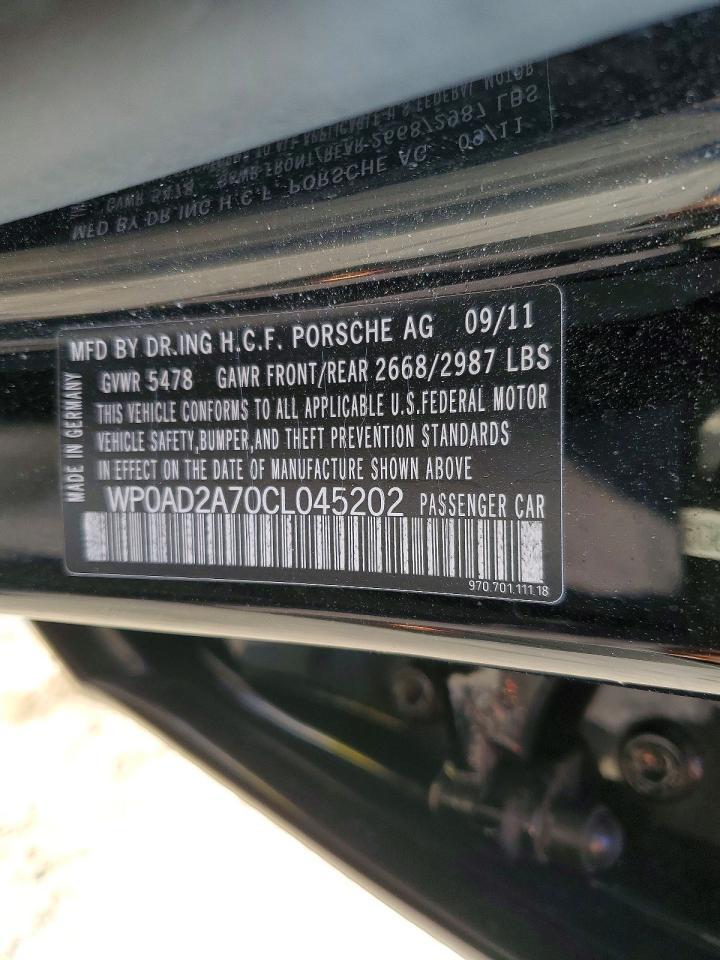 MFD BY DR.ING H.C.F. PORSCHE AG 09/11
GVWR 5478 GAWR FRONT/REAR 2668/2987 LBS
THIS VEHICLE CONFORMS TO ALL APPLICABLE U.S.FEDERAL MOTOR
VEHICLE SAFETY,BUMPER,AND THEFT PREVENTION STANDARDS
IN EFFECT ON THE DATE OF MANUFACTURE SHOWN ABOVE
WP0AD2A70CL045202 PASSENGER CAR
970.701.111.18
MADE IN GERMANY